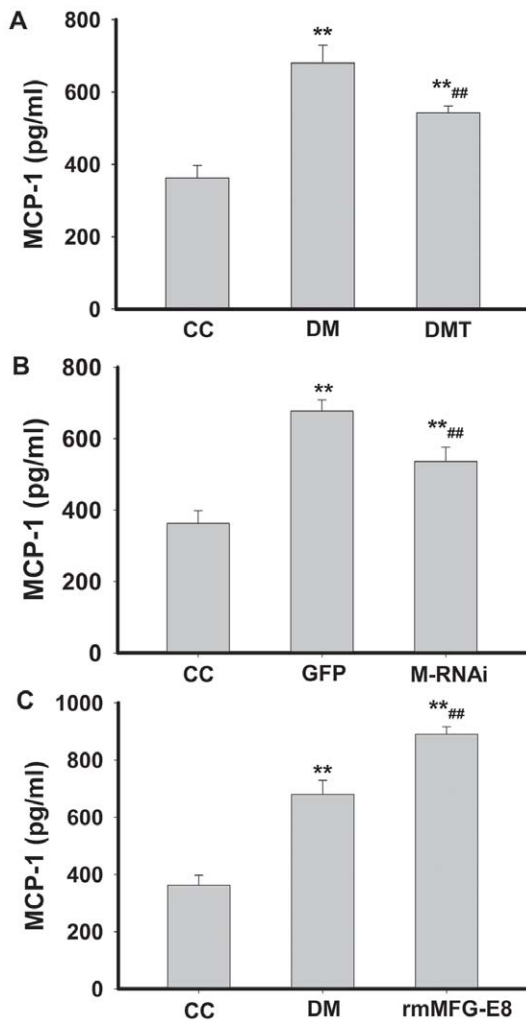 A
MCP-1 (pg/ml)
800
600
400
200
0
**
**##
CC DM DMT
B
MCP-1 (pg/ml)
800
600
400
200
0
**
**##
CC GFP M-RNAi
C
MCP-1 (pg/ml)
1000
800
600
400
200
0
**
**##
CC DM rmMFG-E8